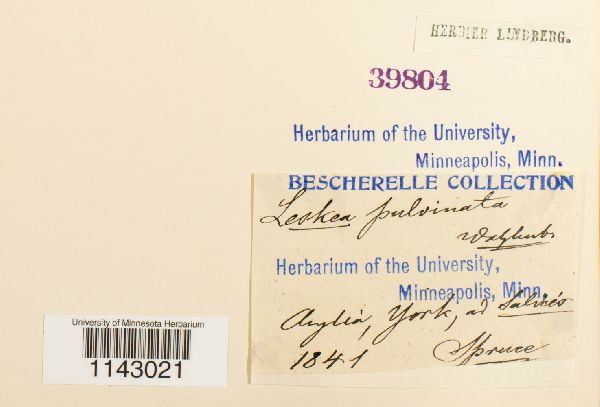 HERBIER LINDBERG.
39804
Herbarium of the University,
Minneapolis, Minn.
BESCHERELLE COLLECTION
Leskea pulvinata
Wahlenb.
Herbarium of the University,
Minneapolis, Minn.
Anglia, York, ad Salices
1841 Spruce
University of Minnesota Herbarium
1143021